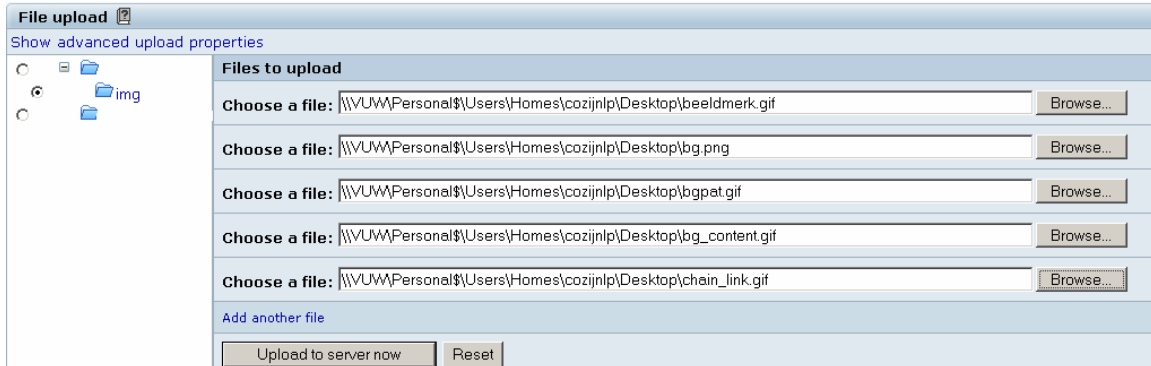 File upload
Show advanced upload properties
img
Files to upload
Choose a file: \\VUW\Personal$\Users\Homes\cozijnlp\Desktop\beeldmerk.gif Browse...
Choose a file: \\VUW\Personal$\Users\Homes\cozijnlp\Desktop\bg.png Browse...
Choose a file: \\VUW\Personal$\Users\Homes\cozijnlp\Desktop\bgpat.gif Browse...
Choose a file: \\VUW\Personal$\Users\Homes\cozijnlp\Desktop\bg_content.gif Browse...
Choose a file: \\VUW\Personal$\Users\Homes\cozijnlp\Desktop\chain_link.gif Browse...
Add another file
Upload to server now Reset